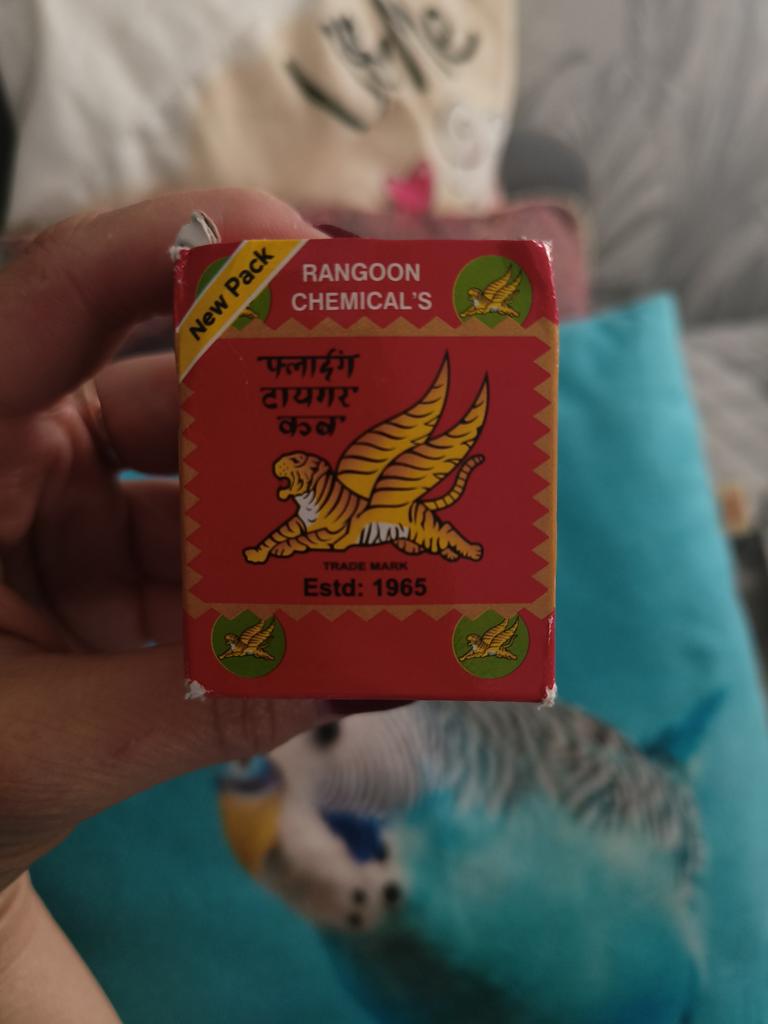 New Pack
RANGOON
CHEMICAL'S
फ्लाईंग
टायगर
कब
TRADE MARK
Estd: 1965